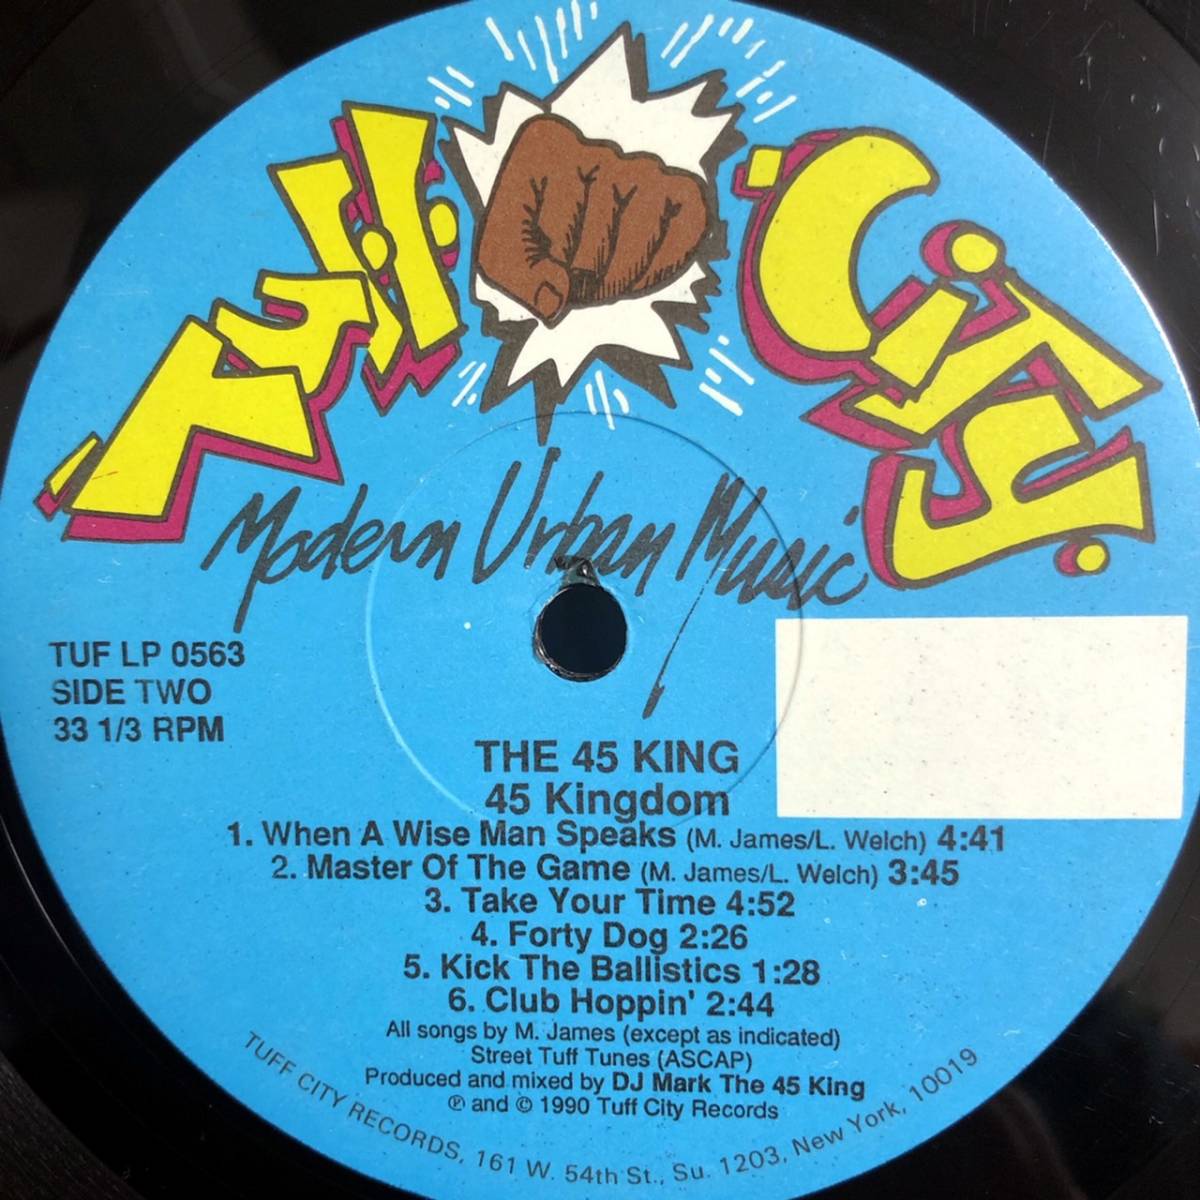 Tuff City
Modern Urban Music
TUF LP 0563
SIDE TWO
33 1/3 RPM
THE 45 KING
45 Kingdom
1. When A Wise Man Speaks (M. James/L. Welch) 4:41
2. Master Of The Game (M. James/L. Welch) 3:45
3. Take Your Time 4:52
4. Forty Dog 2:26
5. Kick The Ballistics 1:28
6. Club Hoppin' 2:44
All songs by M. James (except as indicated)
Street Tuff Tunes (ASCAP)
Produced and mixed by DJ Mark The 45 King
℗ and © 1990 Tuff City Records
TUFF CITY RECORDS, 161 W. 54th St., Su. 1203, New York, 10019